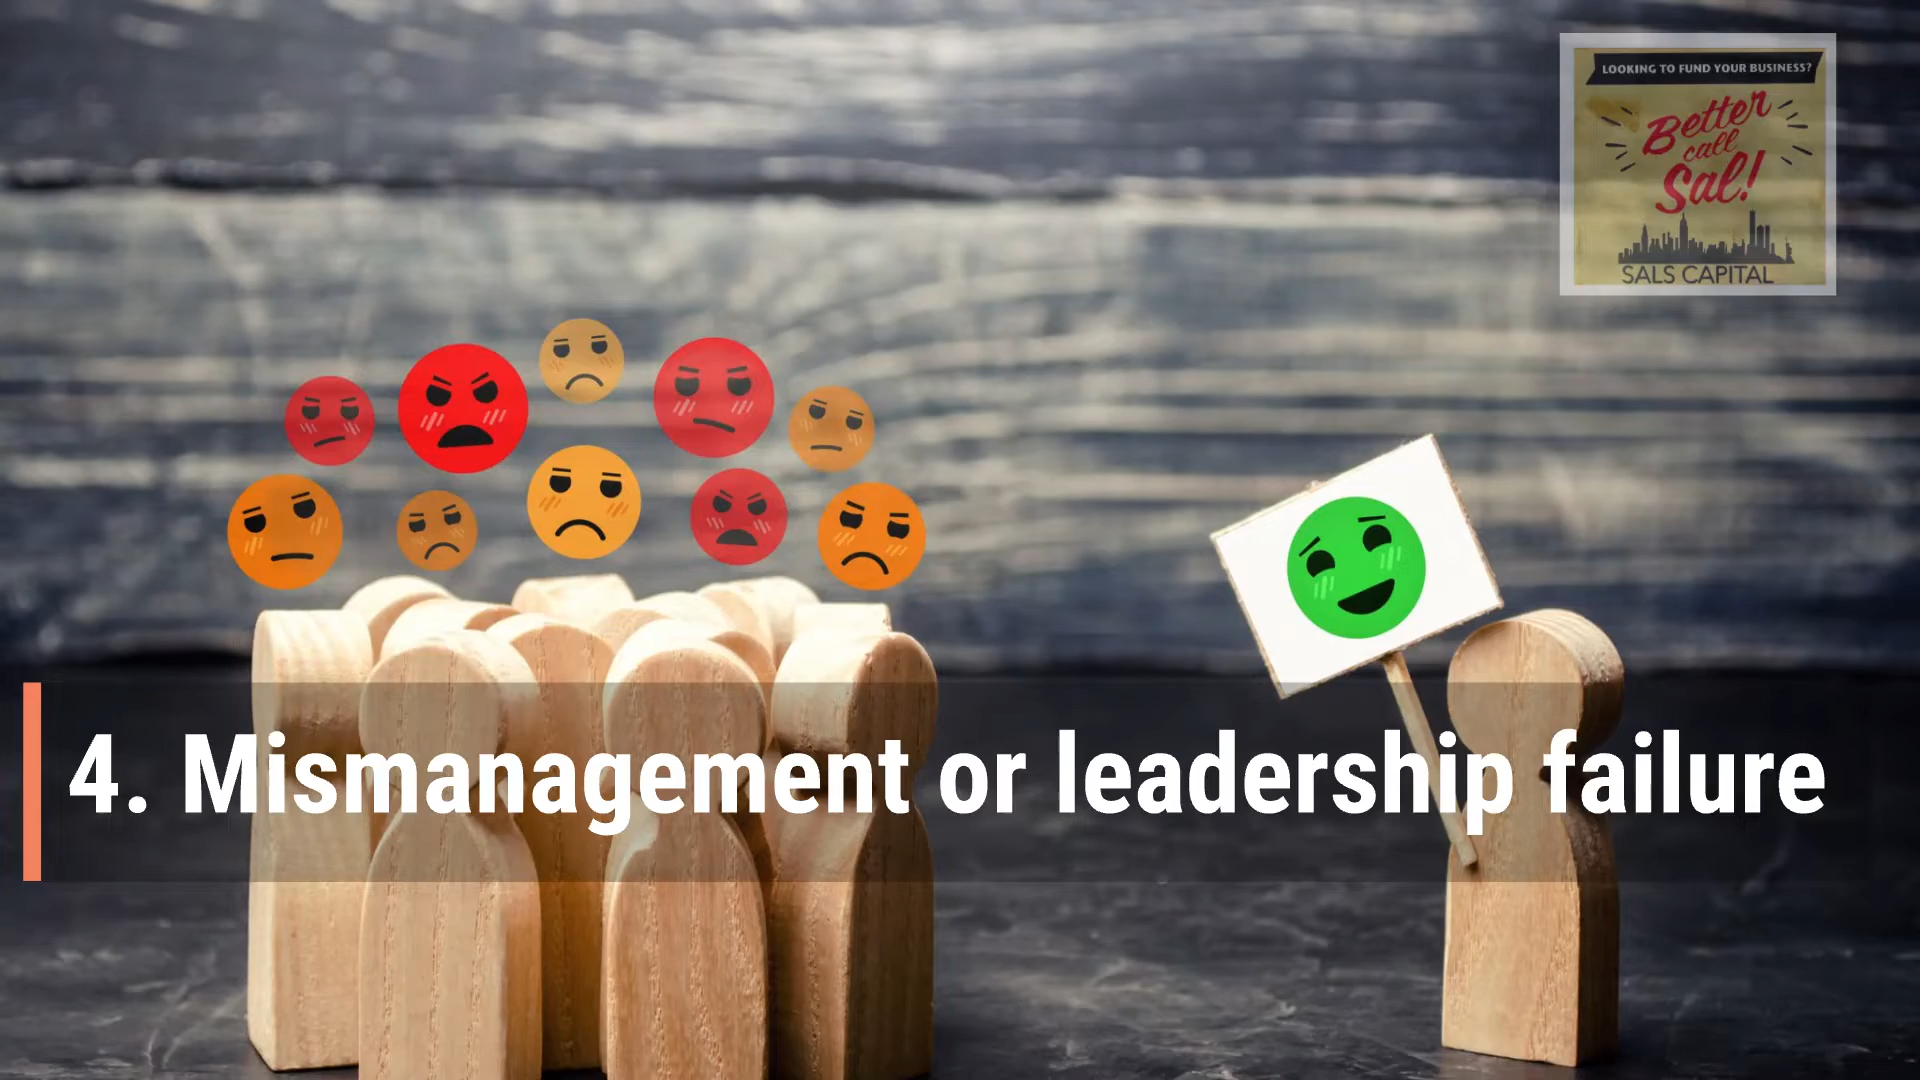 LOOKING TO FUND YOUR BUSINESS?
Better
call
Sal!
SALS CAPITAL
4. Mismanagement or leadership failure